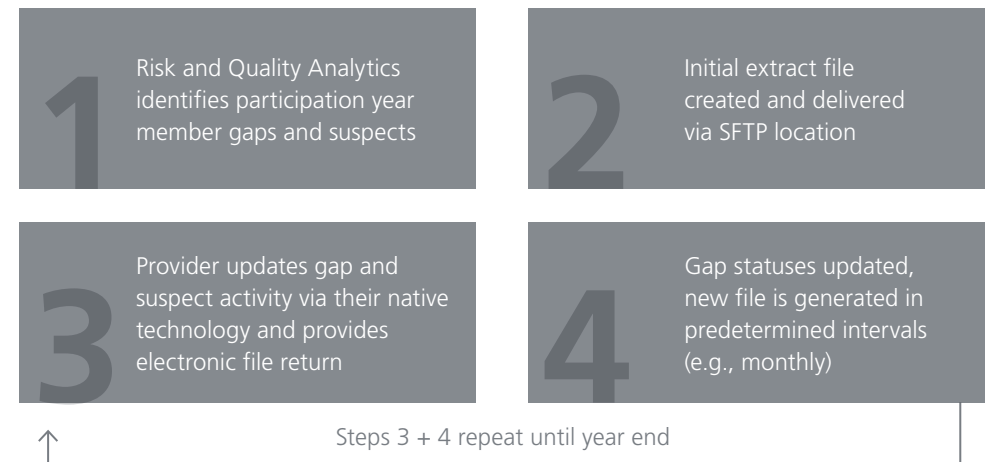 1
Risk and Quality Analytics
identifies participation year
member gaps and suspects
2
Initial extract file
created and delivered
via SFTP location
3
Provider updates gap and
suspect activity via their native
technology and provides
electronic file return
4
Gap statuses updated,
new file is generated in
predetermined intervals
(e.g., monthly)
Steps 3 + 4 repeat until year end